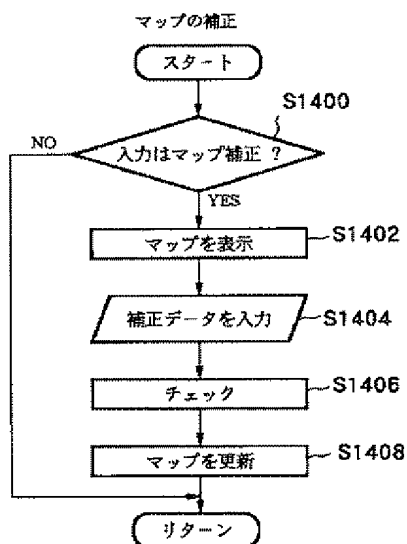 マップの補正
スタート
S1400
入力はマップ補正 ?
NO
YES
マップを表示
S1402
補正データを入力
S1404
チェック
S1406
マップを更新
S1408
リターン